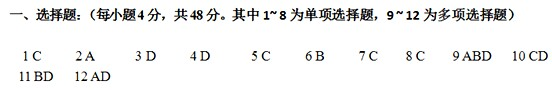 一、选择题：（每小题4分，共48分。其中1~8为单项选择题，9~12为多项选择题）
1 C 2 A 3 D 4 D 5 C 6 B 7 C 8 C 9 ABD 10 CD
11 BD 12 AD